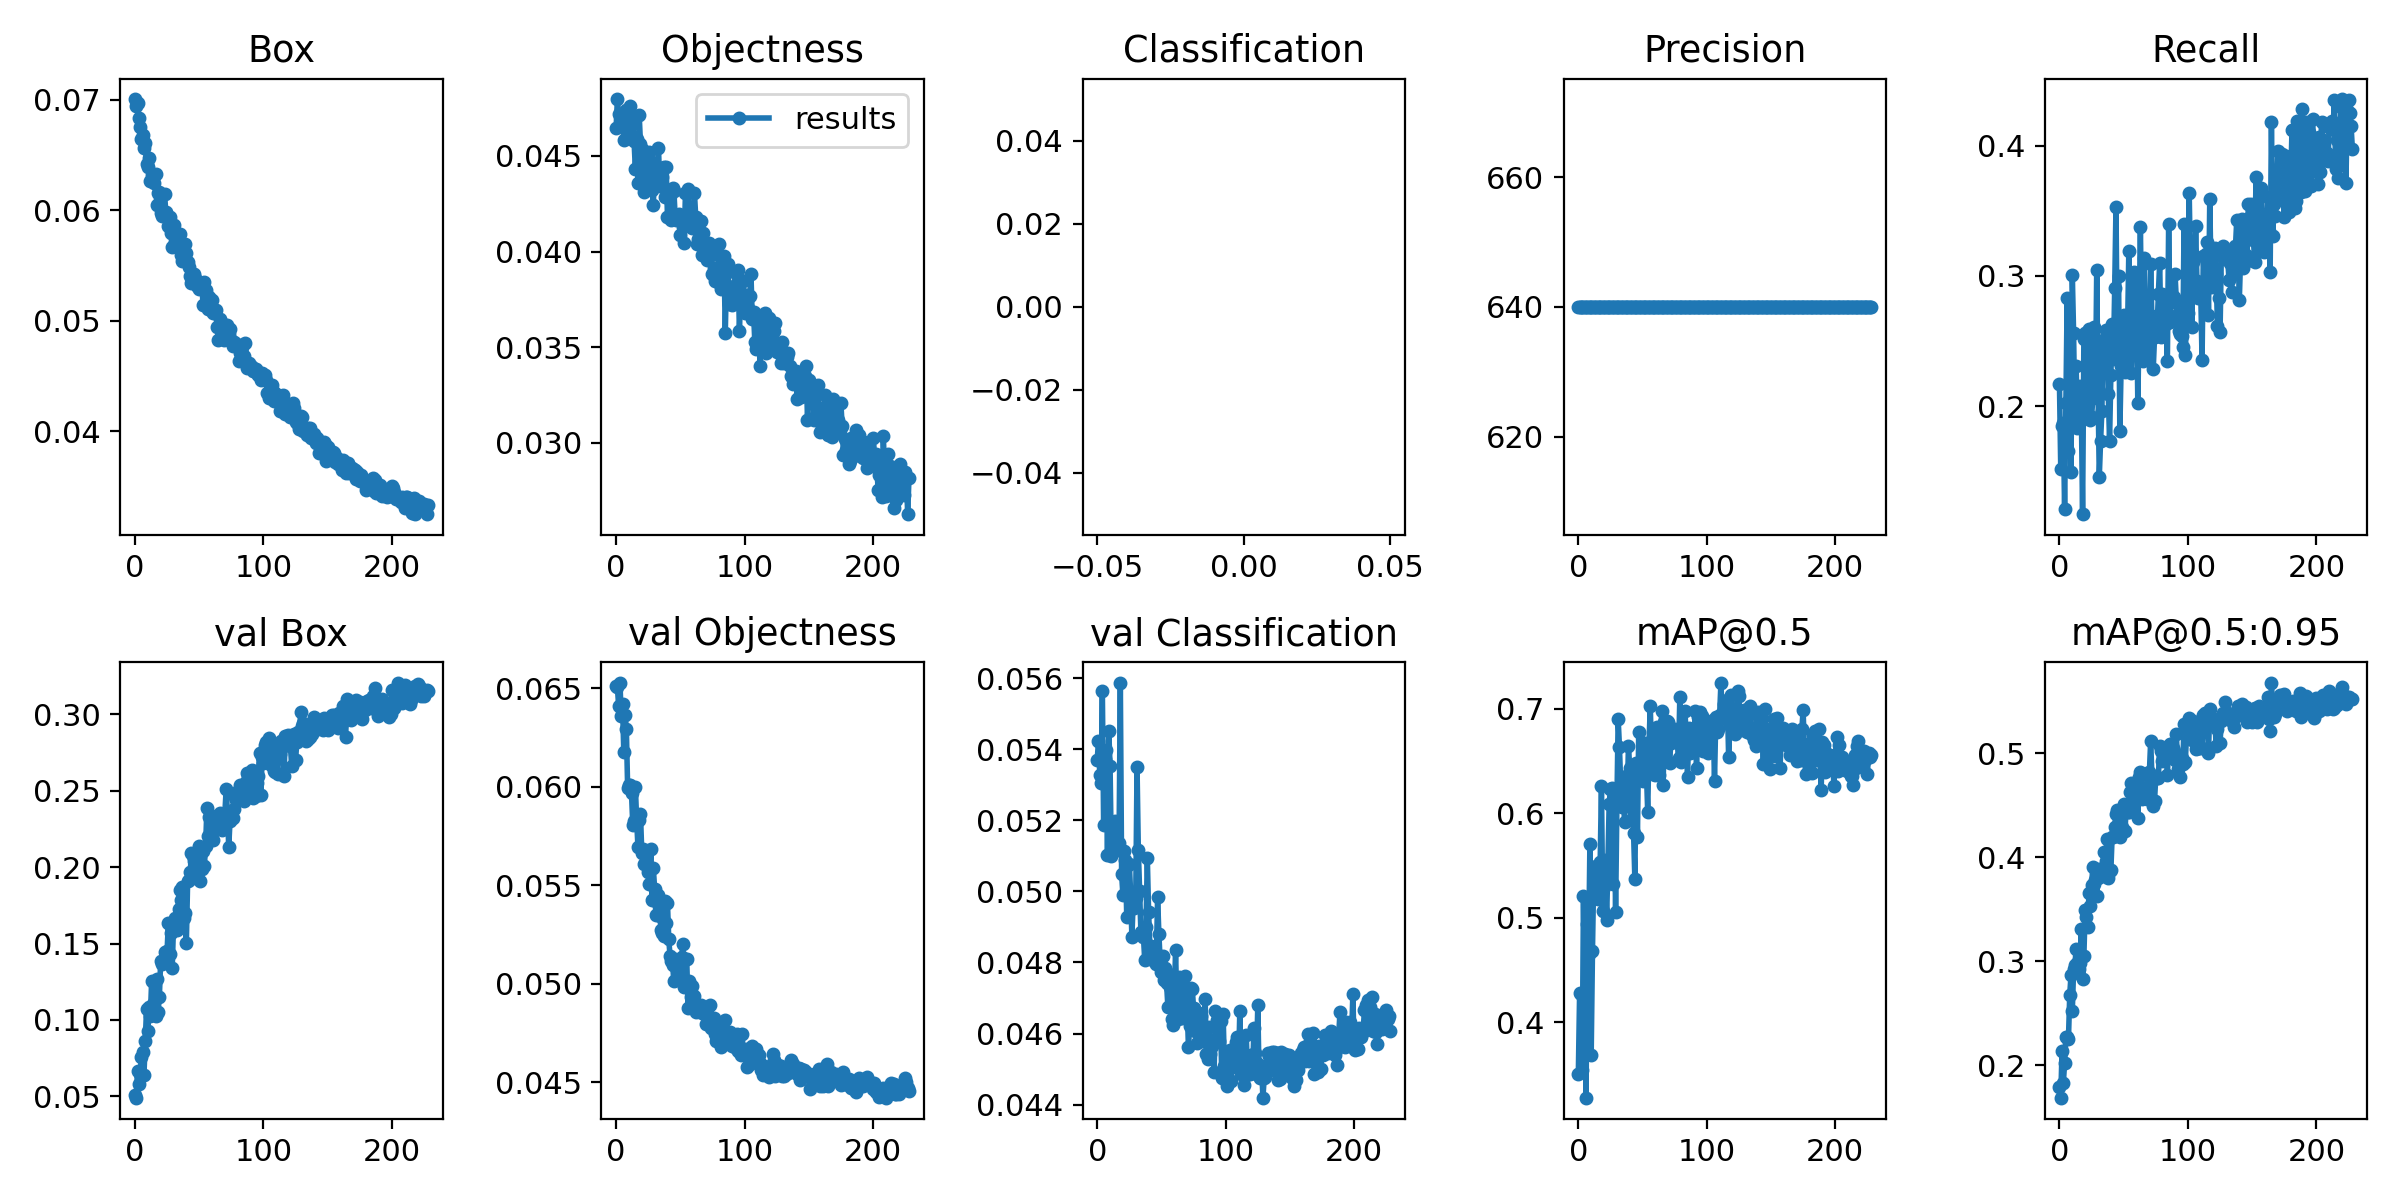 Box
0.07
0.06
0.05
0.04
0 100 200
Objectness
results
0.045
0.040
0.035
0.030
0 100 200
Classification
0.04
0.02
0.00
−0.02
−0.04
−0.05 0.00 0.05
Precision
660
640
620
0 100 200
Recall
0.4
0.3
0.2
0 100 200
val Box
0.30
0.25
0.20
0.15
0.10
0.05
0 100 200
val Objectness
0.065
0.060
0.055
0.050
0.045
0 100 200
val Classification
0.056
0.054
0.052
0.050
0.048
0.046
0.044
0 100 200
mAP@0.5
0.7
0.6
0.5
0.4
0 100 200
mAP@0.5:0.95
0.5
0.4
0.3
0.2
0 100 200